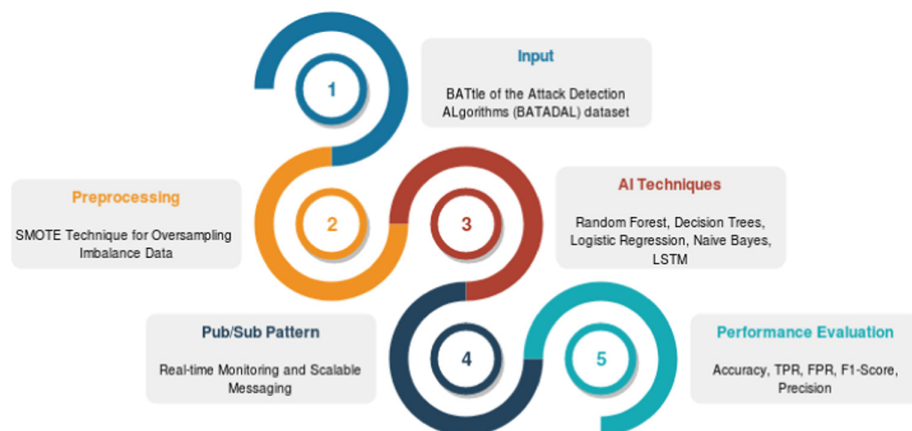 1
Input
BATtle of the Attack Detection
ALgorithms (BATADAL) dataset
Preprocessing
SMOTE Technique for Oversampling
Imbalance Data
2
3
AI Techniques
Random Forest, Decision Trees,
Logistic Regression, Naive Bayes,
LSTM
Pub/Sub Pattern
Real-time Monitoring and Scalable
Messaging
4
5
Performance Evaluation
Accuracy, TPR, FPR, F1-Score,
Precision